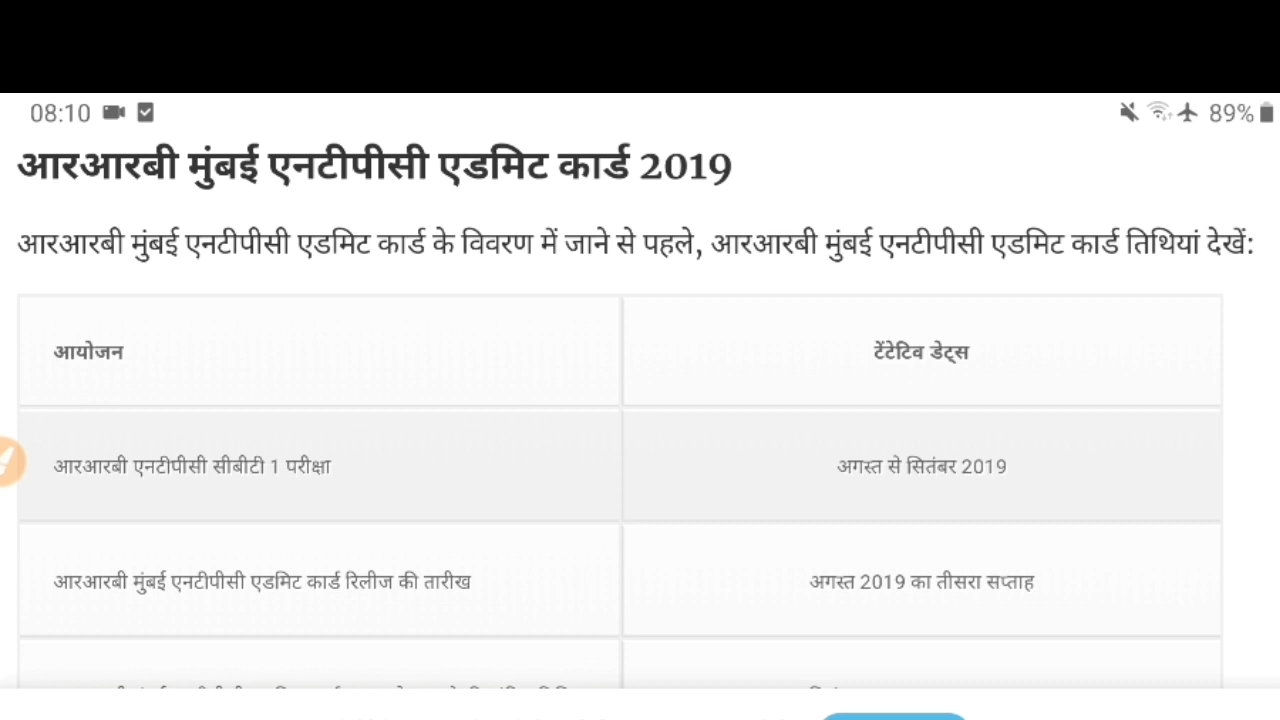 08:10 89%
आरआरबी मुंबई एनटीपीसी एडमिट कार्ड 2019
आरआरबी मुंबई एनटीपीसी एडमिट कार्ड के विवरण में जाने से पहले, आरआरबी मुंबई एनटीपीसी एडमिट कार्ड तिथियां देखें:
आयोजन टेंटेटिव डेट्स
आरआरबी एनटीपीसी सीबीटी 1 परीक्षा अगस्त से सितंबर 2019
आरआरबी मुंबई एनटीपीसी एडमिट कार्ड रिलीज की तारीख अगस्त 2019 का तीसरा सप्ताह